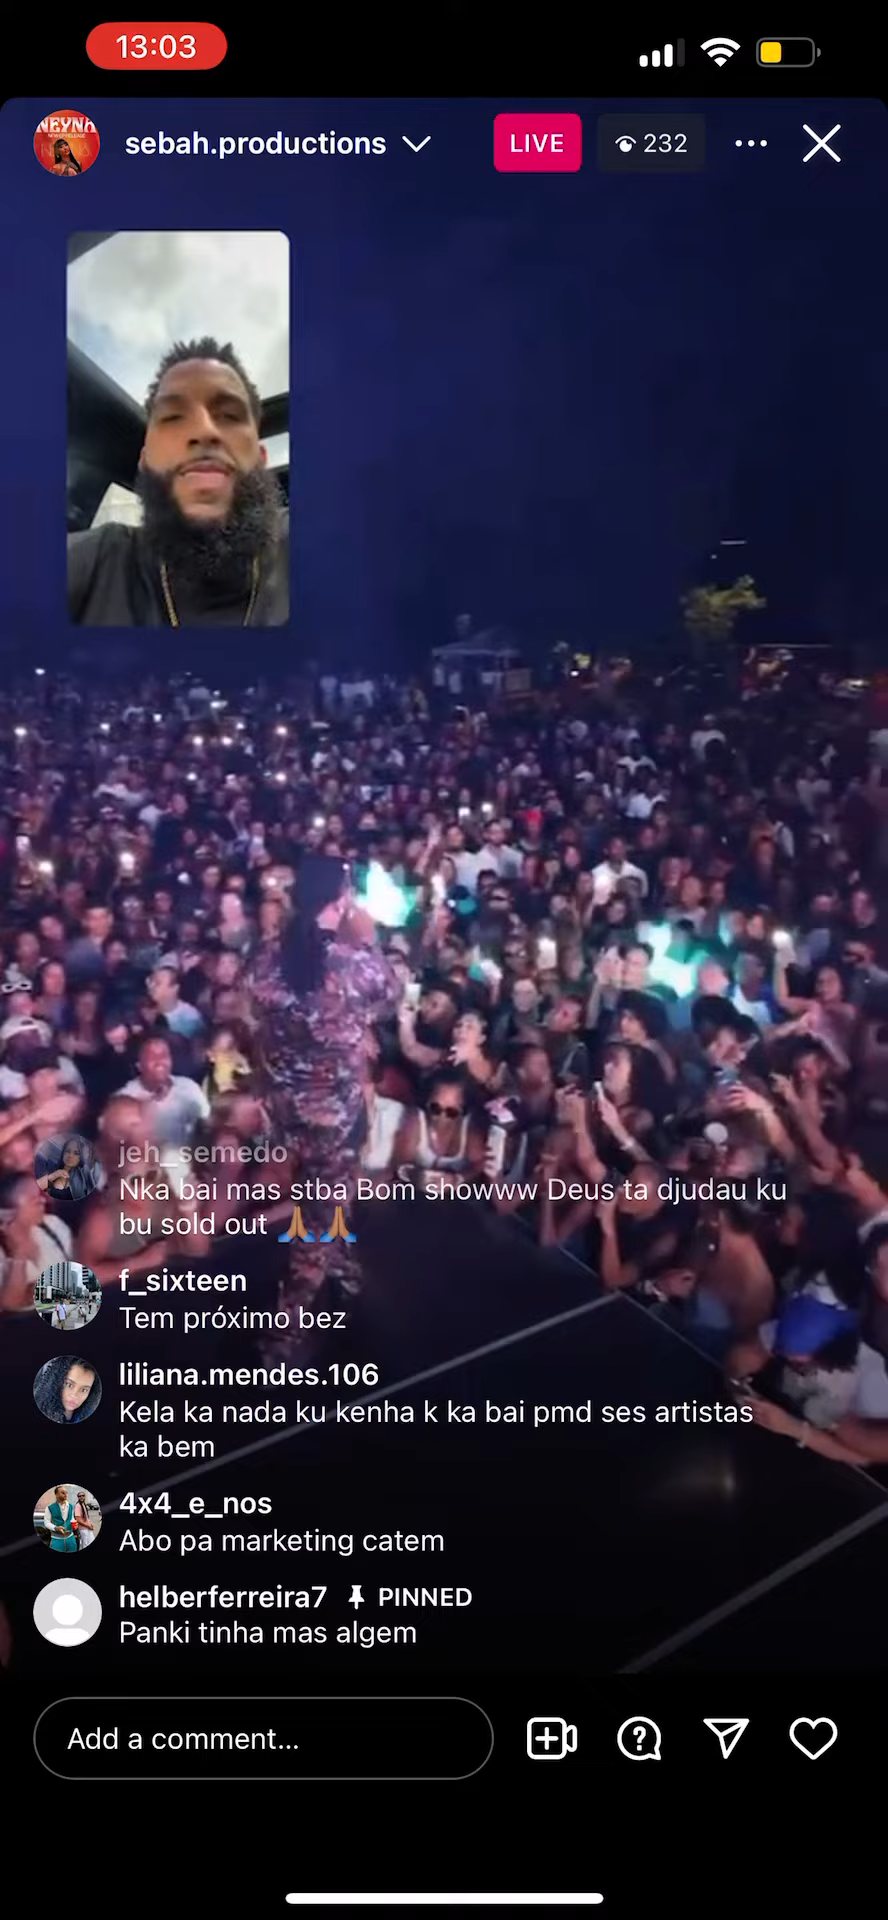 13:03
NEYNA
sebah.productions
LIVE
232
jeh_semedo
Nka bai mas stba Bom showww Deus ta djudau ku
bu sold out 🙏🏽🙏🏽
f_sixteen
Tem próximo bez
liliana.mendes.106
Kela ka nada ku kenha k ka bai pmd ses artistas
ka bem
4x4_e_nos
Abo pa marketing catem
helberferreira7 PINNED
Panki tinha mas algem
Add a comment...